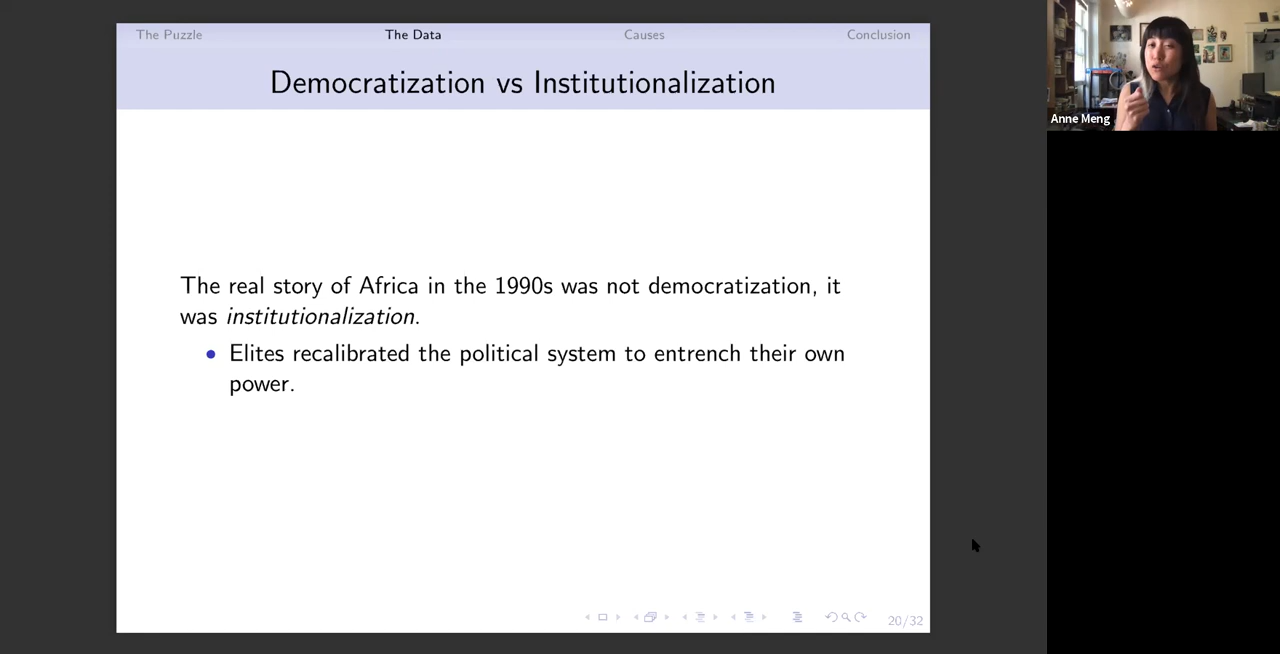 The Puzzle The Data Causes Conclusion
Democratization vs Institutionalization
The real story of Africa in the 1990s was not democratization, it
was institutionalization.
• Elites recalibrated the political system to entrench their own
power.
20/32
Anne Meng